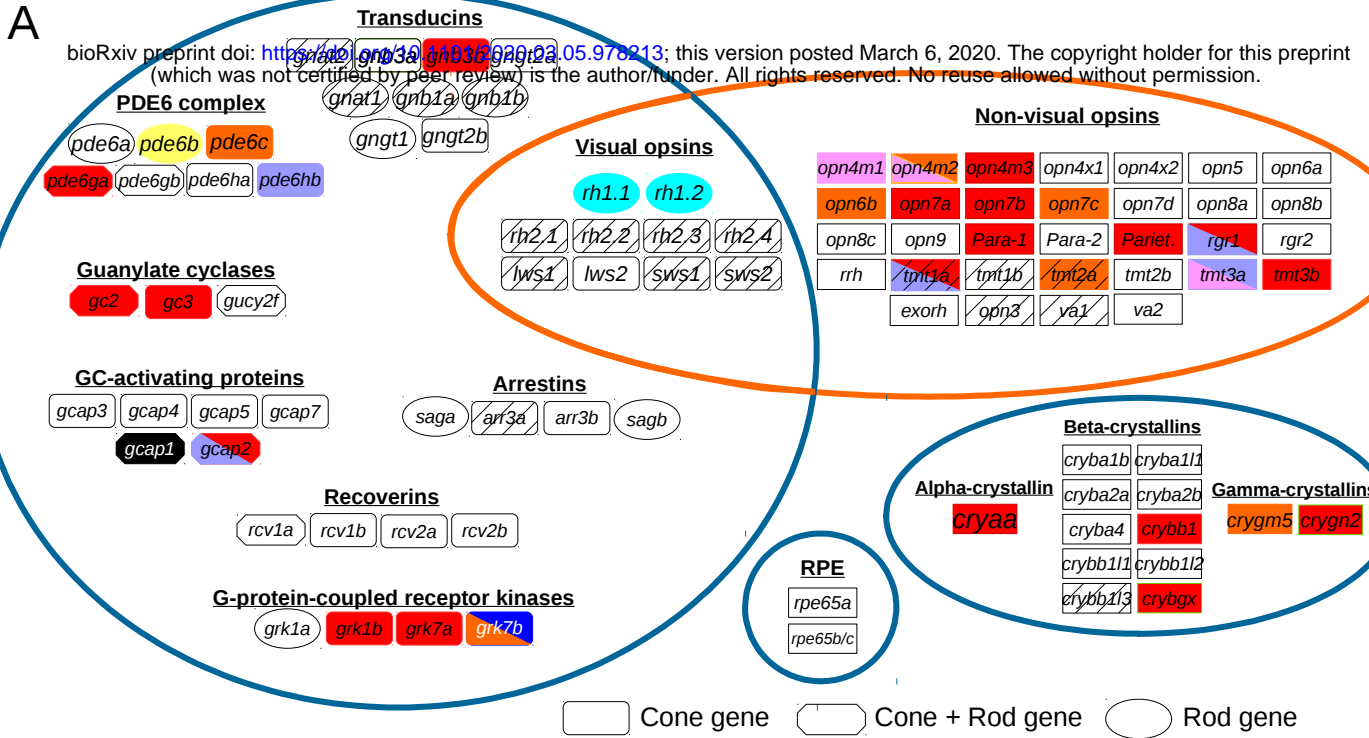 A
Transducins
gnat2 gnb3a gnb3b gngt2a
bioRxiv preprint doi: https://doi.org/10.1101/2020.03.05.978213; this version posted March 6, 2020. The copyright holder for this preprint
(which was not certified by peer review) is the author/funder. All rights reserved. No reuse allowed without permission.
gnat1 gnb1a gnb1b
gngt1 gngt2b
PDE6 complex
pde6a pde6b pde6c
pde6ga pde6gb pde6ha pde6hb
Guanylate cyclases
gc2 gc3 gucy2f
GC-activating proteins
gcap3 gcap4 gcap5 gcap7
gcap1 gcap2
Arrestins
saga arr3a arr3b sagb
Recoverins
rcv1a rcv1b rcv2a rcv2b
G-protein-coupled receptor kinases
grk1a grk1b grk7a grk7b
Visual opsins
rh1.1 rh1.2
rh2.1 rh2.2 rh2.3 rh2.4
lws1 lws2 sws1 sws2
Non-visual opsins
opn4m1 opn4m2 opn4m3 opn4x1 opn4x2 opn5 opn6a
opn6b opn7a opn7b opn7c opn7d opn8a opn8b
opn8c opn9 Para-1 Para-2 Pariet. rgr1 rgr2
rrh tmt1a tmt1b tmt2a tmt2b tmt3a tmt3b
exorh opn3 va1 va2
RPE
rpe65a
rpe65b/c
Alpha-crystallin
cryaa
Beta-crystallins
cryba1b cryba1l1
cryba2a cryba2b
cryba4 crybb1
crybb1l1 crybb1l2
crybb1l3 crybgx
Gamma-crystallins
crygm5 crygn2
Cone gene Cone + Rod gene Rod gene